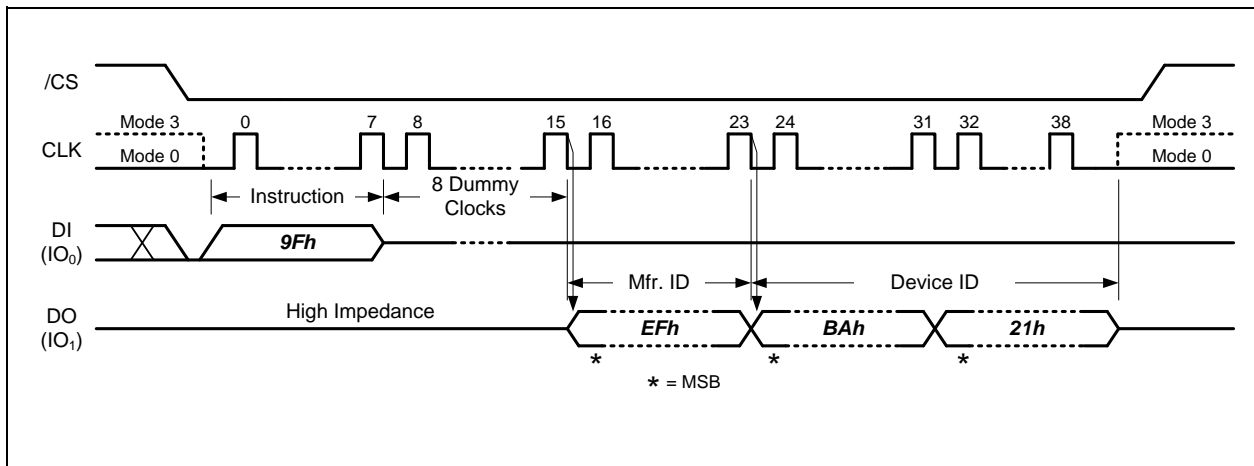 /CS
Mode 3 0 7 8 15 16 23 24 31 32 38 Mode 3
CLK Mode 0 Mode 0
Instruction 8 Dummy Clocks
DI (IO₀) 9Fh
Mfr. ID Device ID
DO (IO₁) High Impedance EFh BAh 21h
* * *
* = MSB